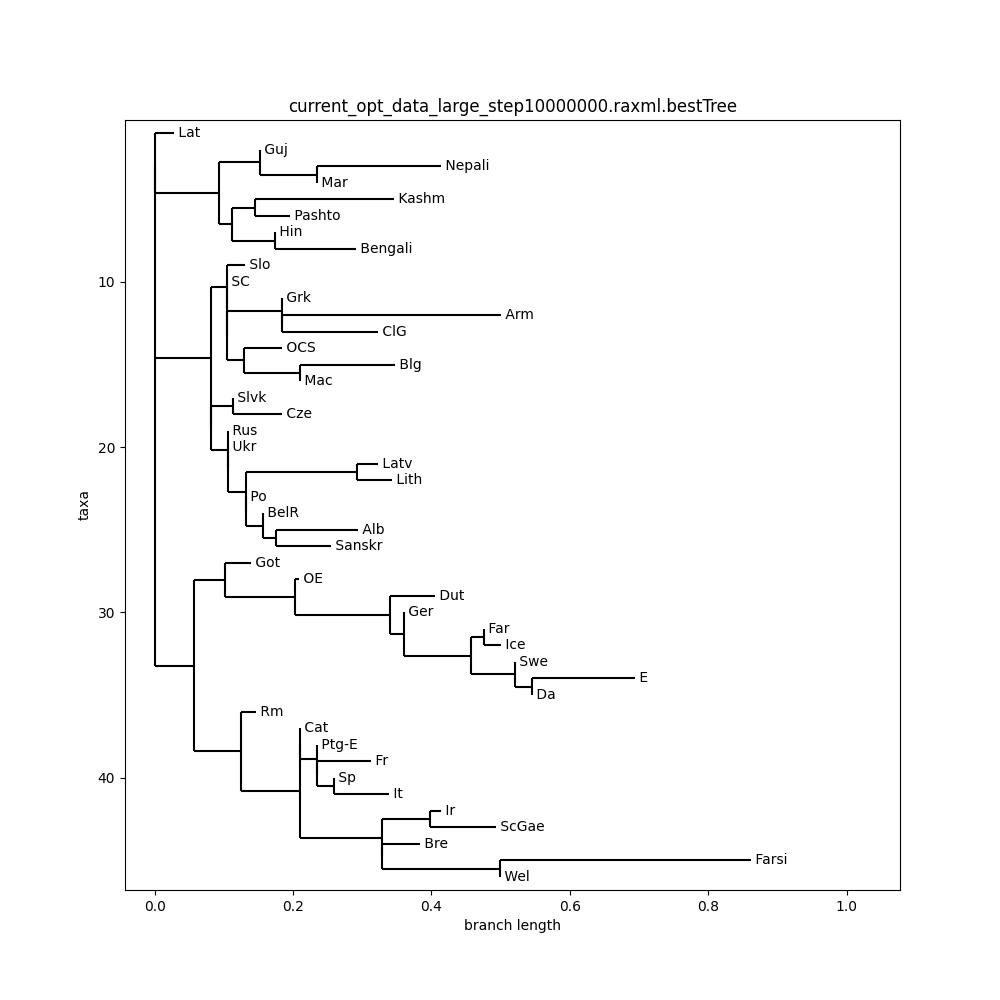 current_opt_data_large_step10000000.raxml.bestTree
Lat
Guj
Nepali
Mar
Kashm
Pashto
Hin
Bengali
Slo
10
SC
Grk
Arm
ClG
OCS
Blg
Mac
Slvk
Cze
Rus
20
Ukr
Latv
Lith
Po
BelR
Alb
Sanskr
Got
OE
Dut
30
Ger
Far
Ice
Swe
E
Da
Rm
Cat
Ptg-E
Fr
40
Sp
It
Ir
ScGae
Bre
Farsi
Wel
taxa
0.0
0.2
0.4
0.6
0.8
1.0
branch length